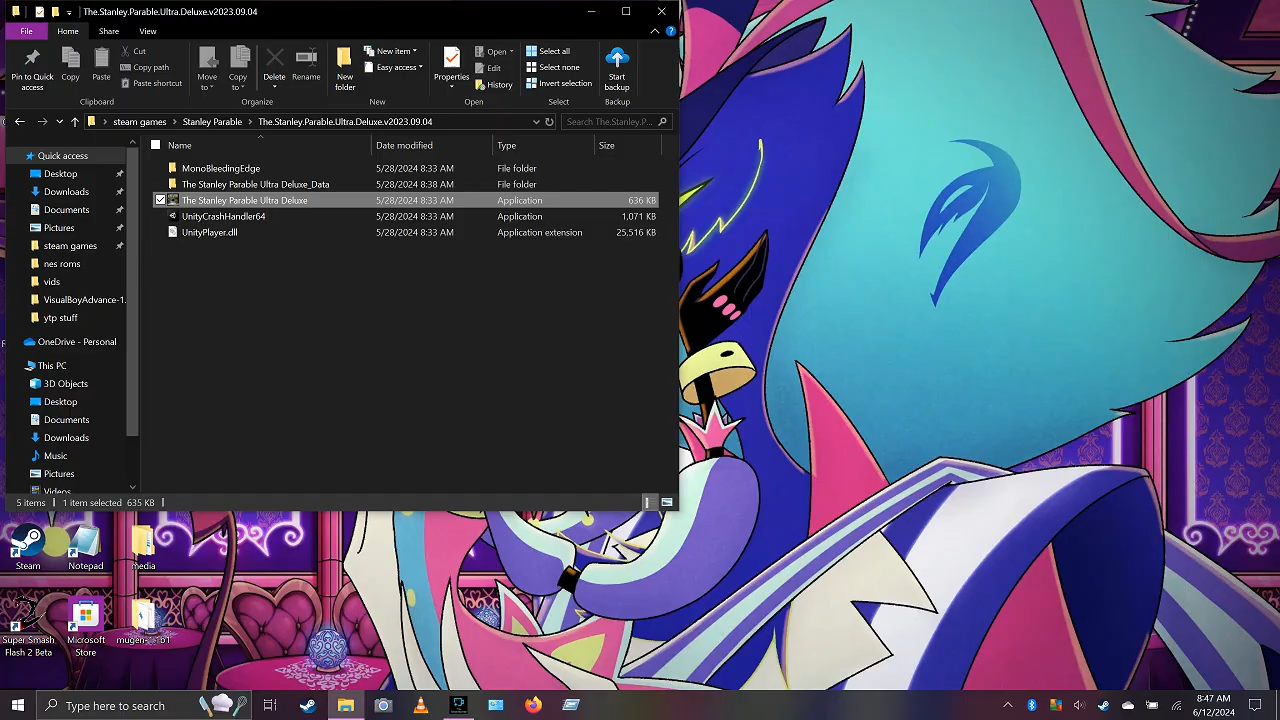 The.Stanley.Parable.Ultra.Deluxe.v2023.09.04
File Home Share View
Pin to Quick access
Copy
Paste
Cut
Copy path
Paste shortcut
Clipboard
Move to
Copy to
Delete
Rename
Organize
New folder
New item
Easy access
New
Properties
Open
Edit
History
Open
Select all
Select none
Invert selection
Select
Start backup
Backup
steam games > Stanley Parable > The.Stanley.Parable.Ultra.Deluxe.v2023.09.04
Search The.Stanley.P...
Name Date modified Type Size
MonoBleedingEdge 5/28/2024 8:33 AM File folder
The Stanley Parable Ultra Deluxe_Data 5/28/2024 8:38 AM File folder
The Stanley Parable Ultra Deluxe 5/28/2024 8:33 AM Application 636 KB
UnityCrashHandler64 5/28/2024 8:33 AM Application 1,071 KB
UnityPlayer.dll 5/28/2024 8:33 AM Application extension 25,516 KB
Quick access
Desktop
Downloads
Documents
Pictures
steam games
nes roms
vids
VisualBoyAdvance-1.
ytp stuff
OneDrive - Personal
This PC
3D Objects
Desktop
Documents
Downloads
Music
Pictures
Videos
5 items 1 item selected 635 KB
Steam
Notepad
media
Super Smash Flash 2 Beta
Microsoft Store
Type here to search
8:47 AM
6/12/2024